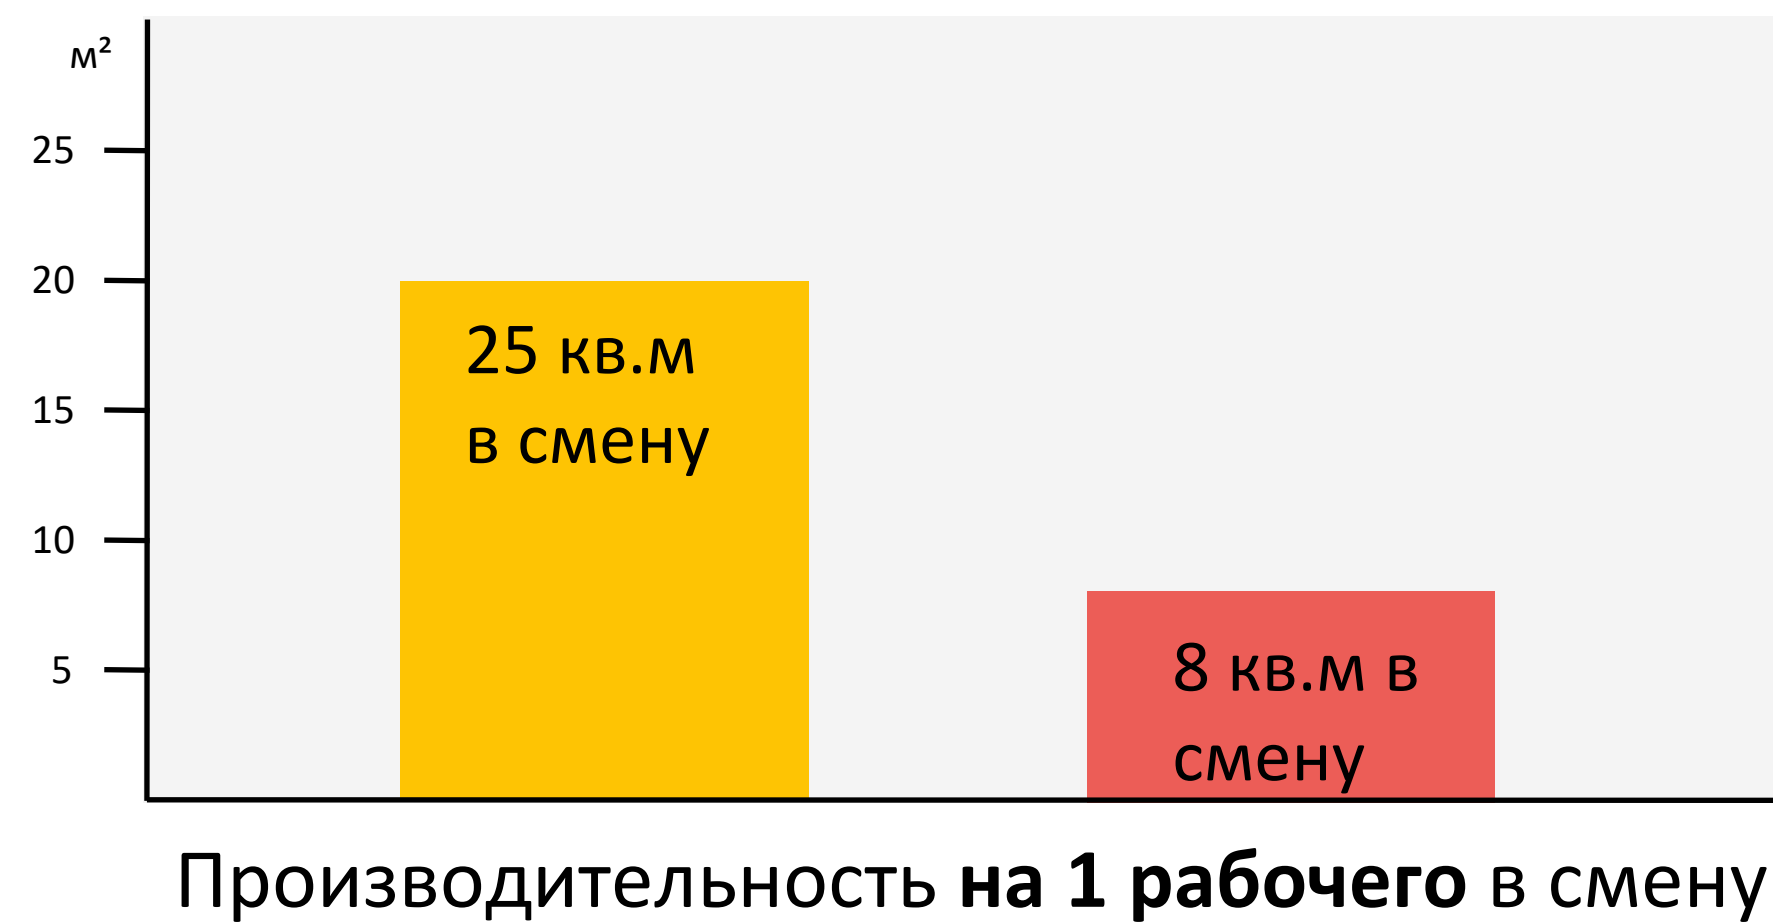 м²
25
20
15
10
5
25 кв.м
в смену
8 кв.м в
смену
Производительность на 1 рабочего в смену